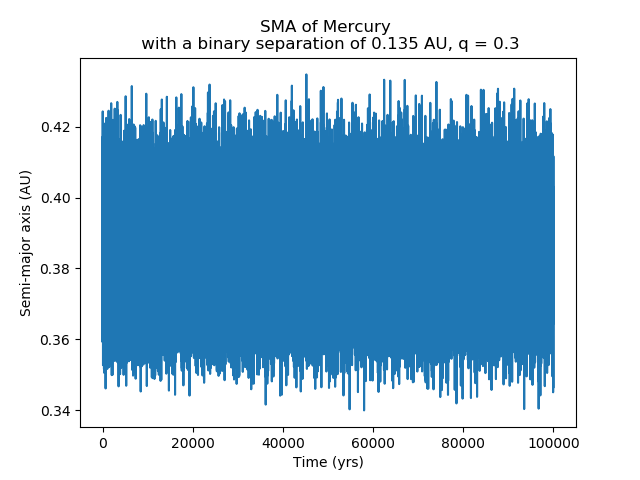 SMA of Mercury
with a binary separation of 0.135 AU, q = 0.3
Semi-major axis (AU)
0.42
0.40
0.38
0.36
0.34
0 20000 40000 60000 80000 100000
Time (yrs)